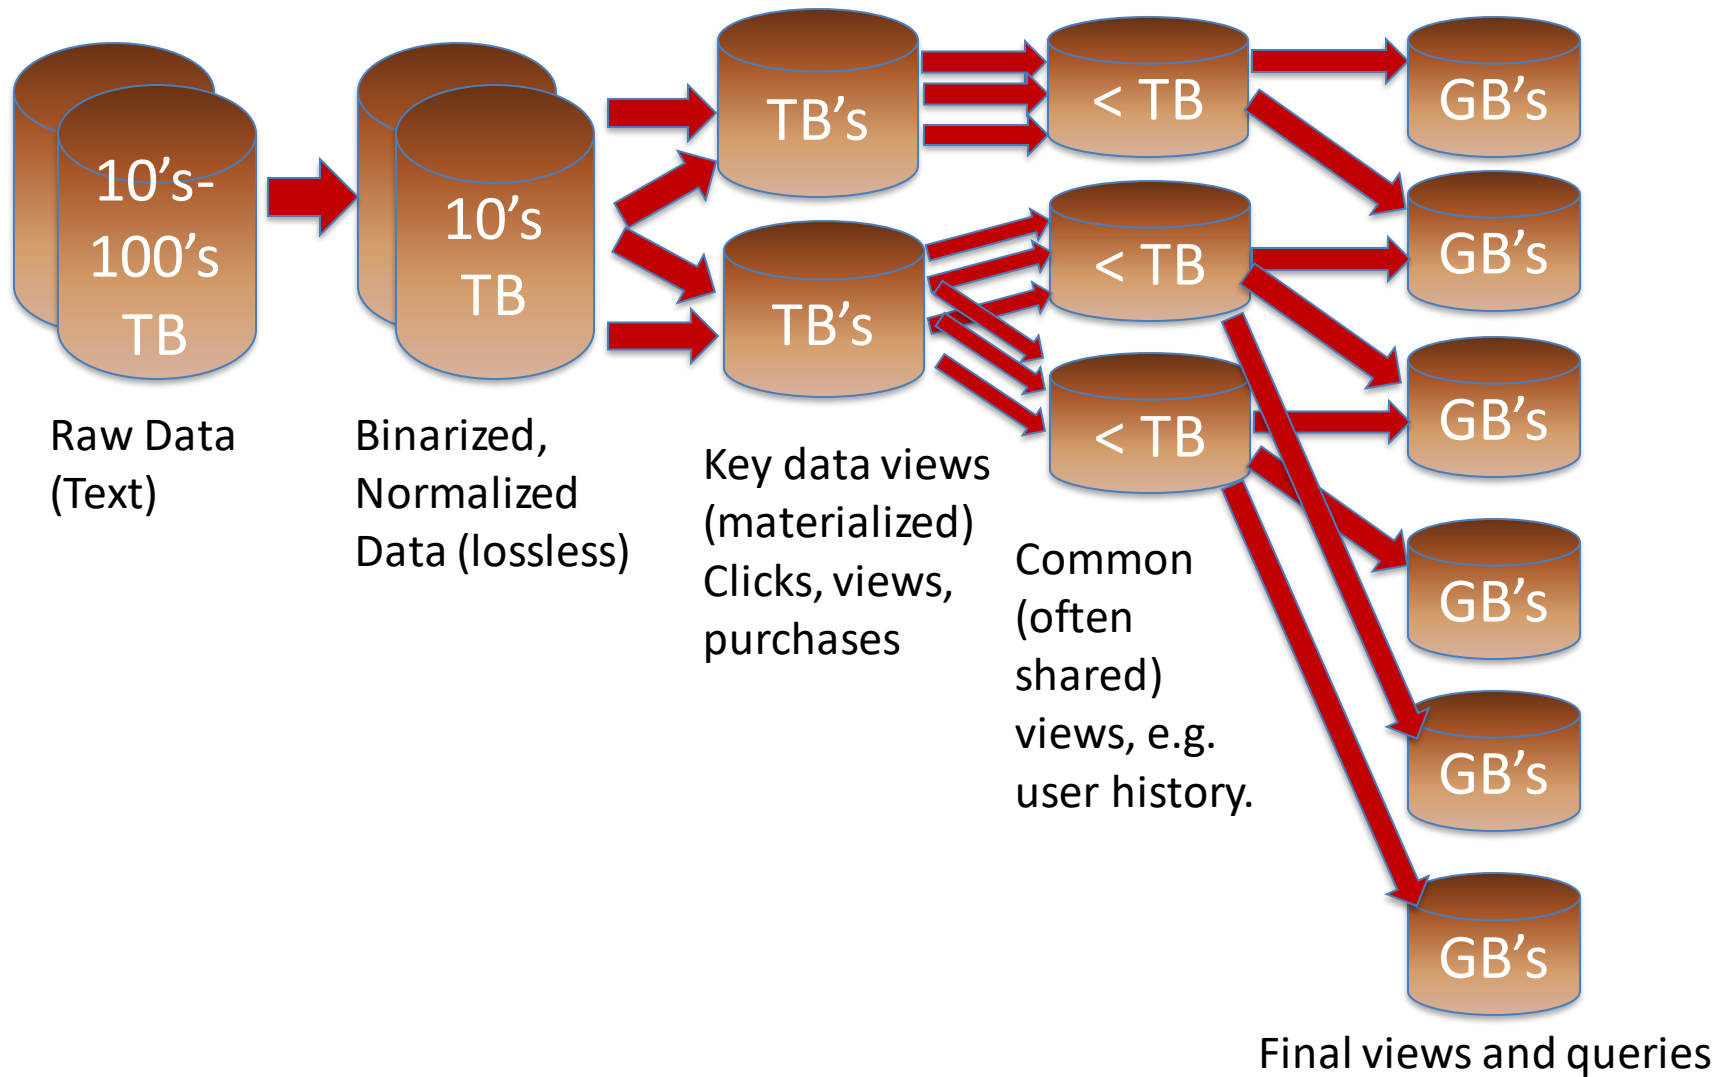 10’s-
100’s
TB
10’s
TB
TB’s
TB’s
< TB
< TB
< TB
GB’s
GB’s
GB’s
GB’s
GB’s
GB’s
Raw Data
(Text)
Binarized,
Normalized
Data (lossless)
Key data views
(materialized)
Clicks, views,
purchases
Common
(often
shared)
views, e.g.
user history.
Final views and queries